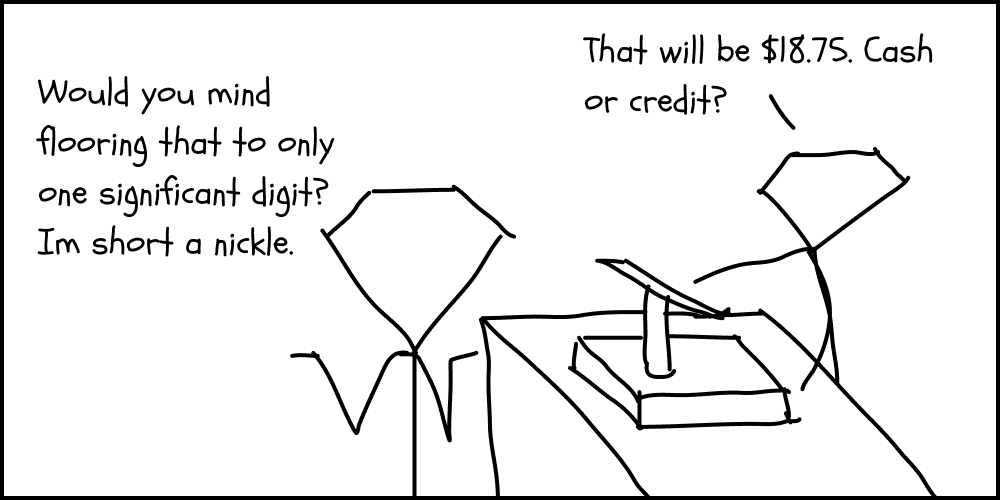 That will be $18.75. Cash
or credit?
Would you mind
flooring that to only
one significant digit?
Im short a nickle.